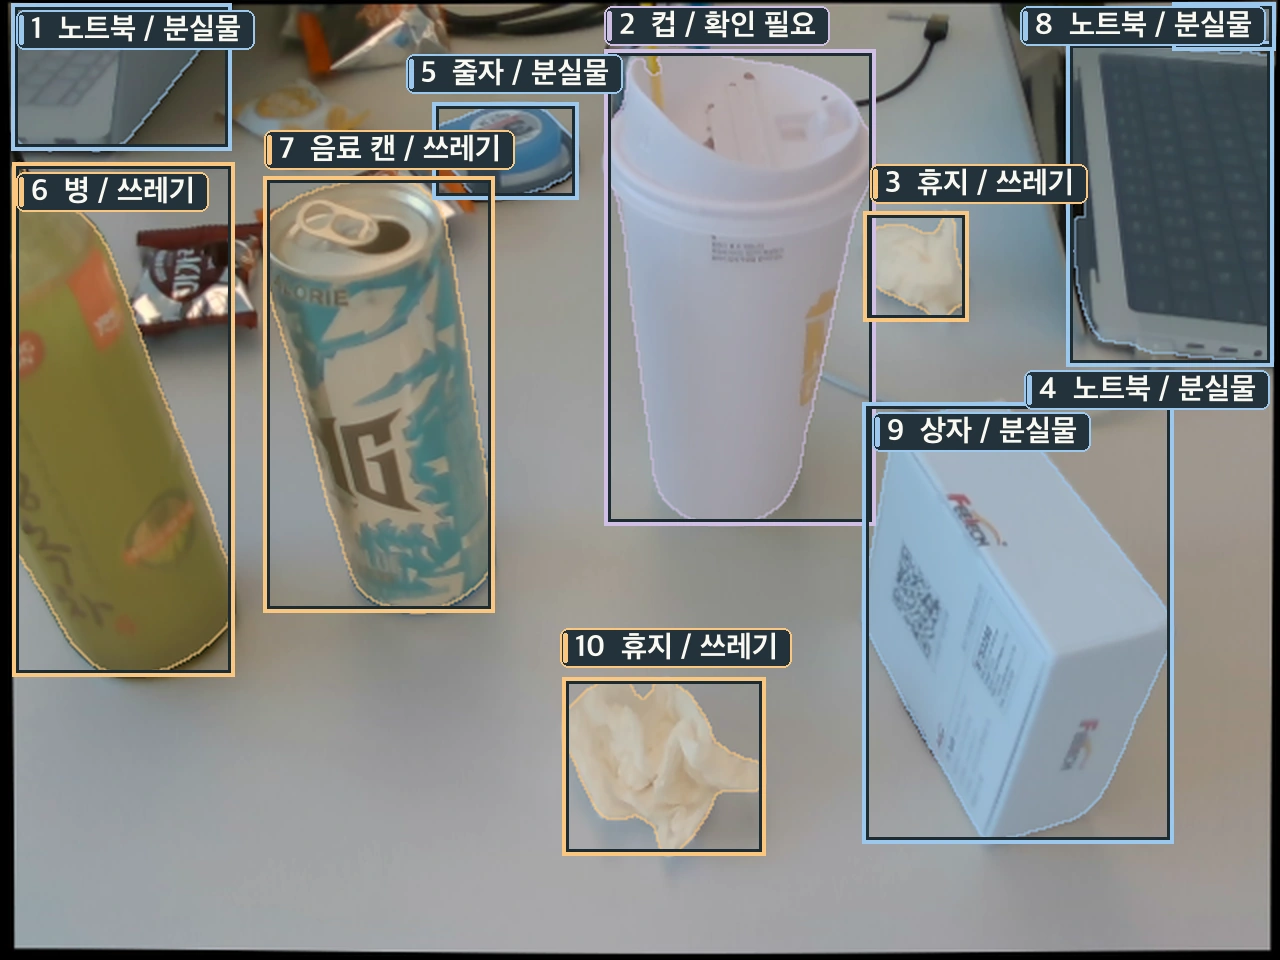 1 노트북 / 분실물
2 컵 / 확인 필요
8 노트북 / 분실물
5 줄자 / 분실물
7 음료 캔 / 쓰레기
3 휴지 / 쓰레기
6 병 / 쓰레기
4 노트북 / 분실물
9 상자 / 분실물
10 휴지 / 쓰레기
FEETECH